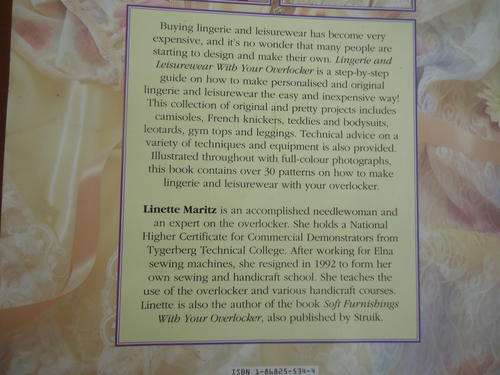 Buying lingerie and leisurewear has become very
expensive, and it's no wonder that many people are
starting to design and make their own. Lingerie and
Leisurewear With Your Overlocker is a step-by-step
guide on how to make personalised and original
lingerie and leisurewear the easy and inexpensive way!
This collection of original and pretty projects includes
camisoles, French knickers, teddies and bodysuits,
leotards, gym tops and leggings. Technical advice on a
variety of techniques and equipment is also provided.
Illustrated throughout with full-colour photographs,
this book contains over 30 patterns on how to make
lingerie and leisurewear with your overlocker.
Linette Maritz is an accomplished needlewoman and
an expert on the overlocker. She holds a National
Higher Certificate for Commercial Demonstrators from
Tygerberg Technical College. After working for Elna
sewing machines, she resigned in 1992 to form her
own sewing and handicraft school. She teaches the
use of the overlocker and various handicraft courses.
Linette is also the author of the book Soft Furnishings
With Your Overlocker, also published by Struik.
ISBN 1-86825-534-4